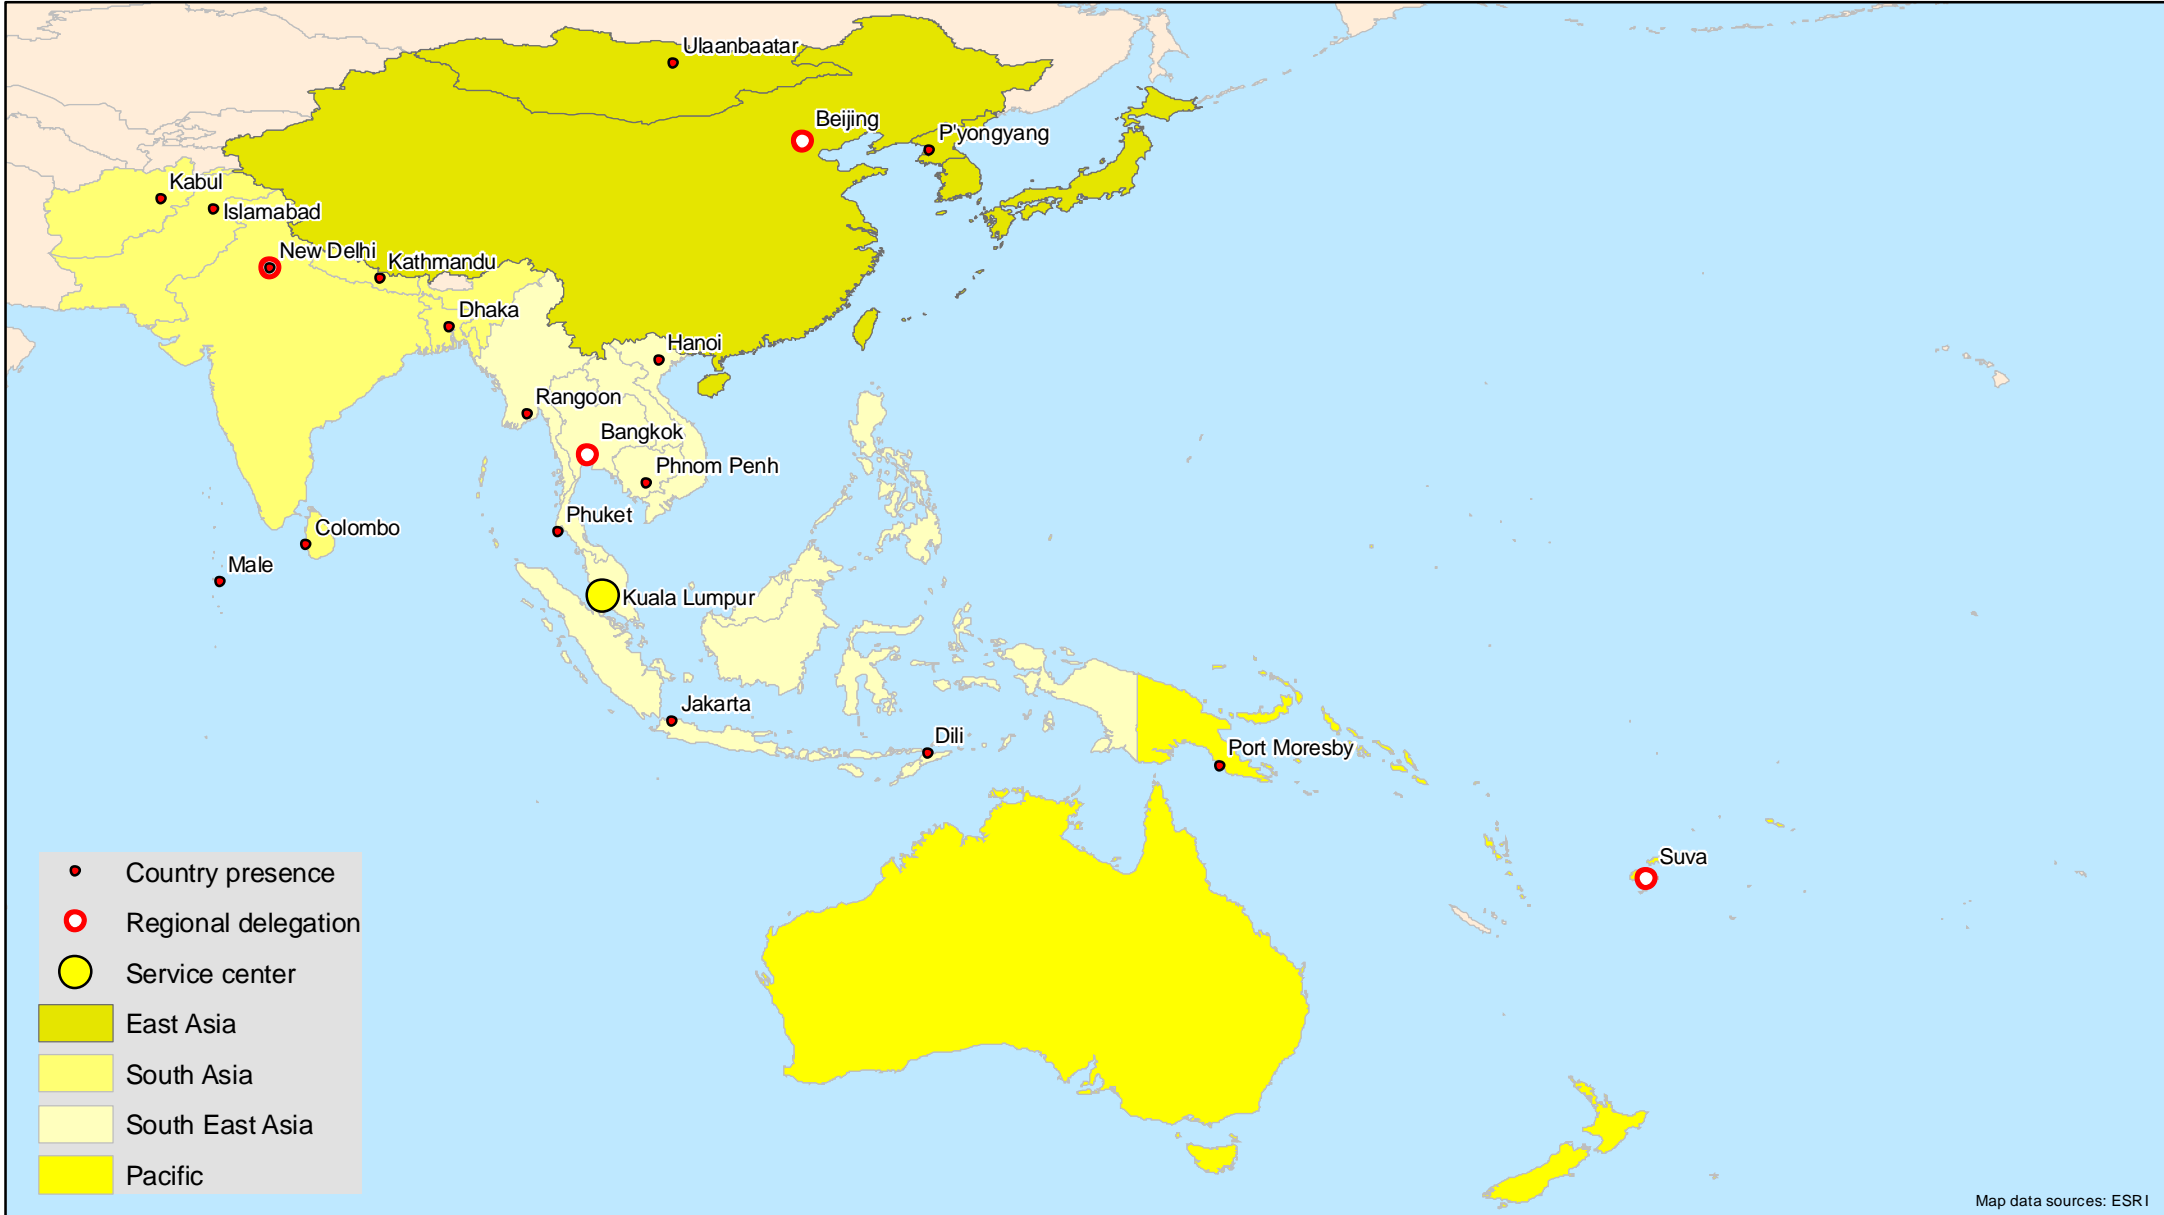 Ulaanbaatar
Beijing
P'yongyang
Kabul
Islamabad
New Delhi
Kathmandu
Dhaka
Hanoi
Rangoon
Bangkok
Phnom Penh
Phuket
Colombo
Male
Kuala Lumpur
Jakarta
Dili
Port Moresby
Suva
Country presence
Regional delegation
Service center
East Asia
South Asia
South East Asia
Pacific
Map data sources: ESRI